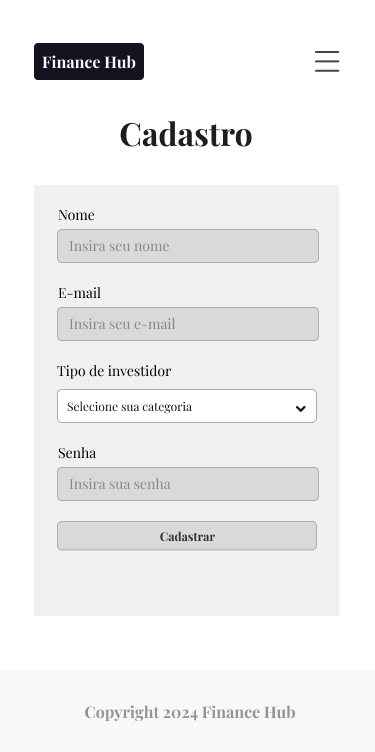 Finance Hub
Cadastro
Nome
Insira seu nome
E-mail
Insira seu e-mail
Tipo de investidor
Selecione sua categoria
Senha
Insira sua senha
Cadastrar
Copyright 2024 Finance Hub